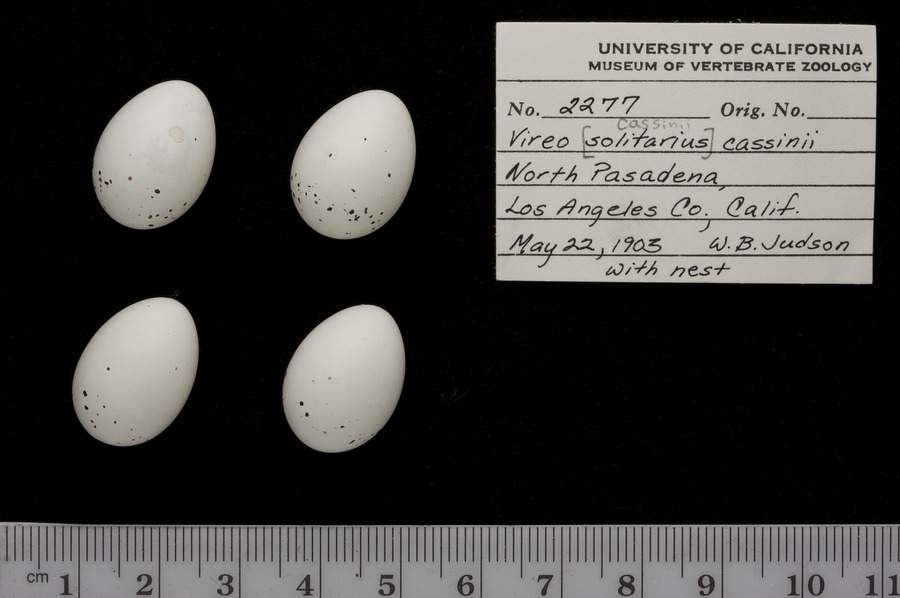 UNIVERSITY OF CALIFORNIA
MUSEUM OF VERTEBRATE ZOOLOGY
No. 2277 Orig. No.
cassinii
Vireo [solitarius] cassinii
North Pasadena,
Los Angeles Co., Calif.
May 22, 1903 W.B. Judson
with nest
cm 1 2 3 4 5 6 7 8 9 10 11